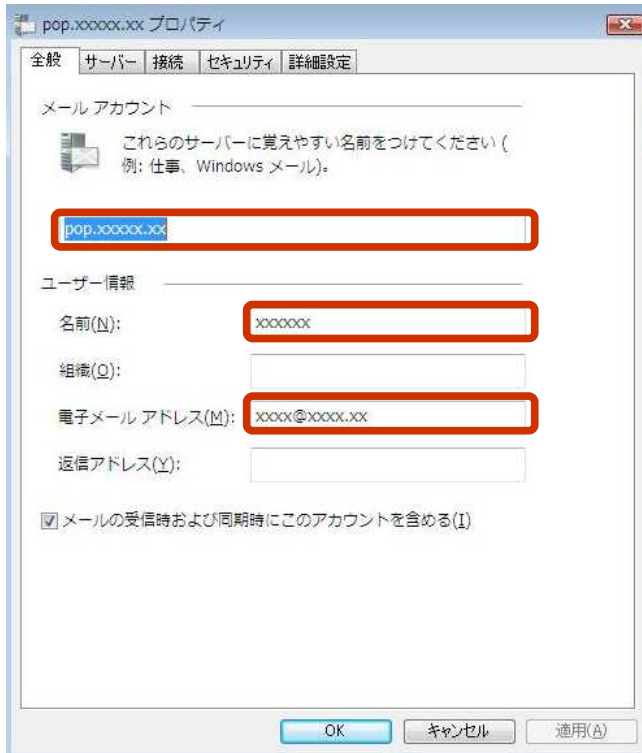 pop.xxxxx.xx プロパティ
全般 サーバー 接続 セキュリティ 詳細設定
メール アカウント
これらのサーバーに覚えやすい名前をつけてください (
例: 仕事、Windows メール)。
pop.xxxxx.xx
ユーザー情報
名前(N): xxxxxx
組織(O):
電子メール アドレス(M): xxxx@xxxx.xx
返信アドレス(Y):
メールの受信時および同期時にこのアカウントを含める(I)
OK キャンセル 適用(A)